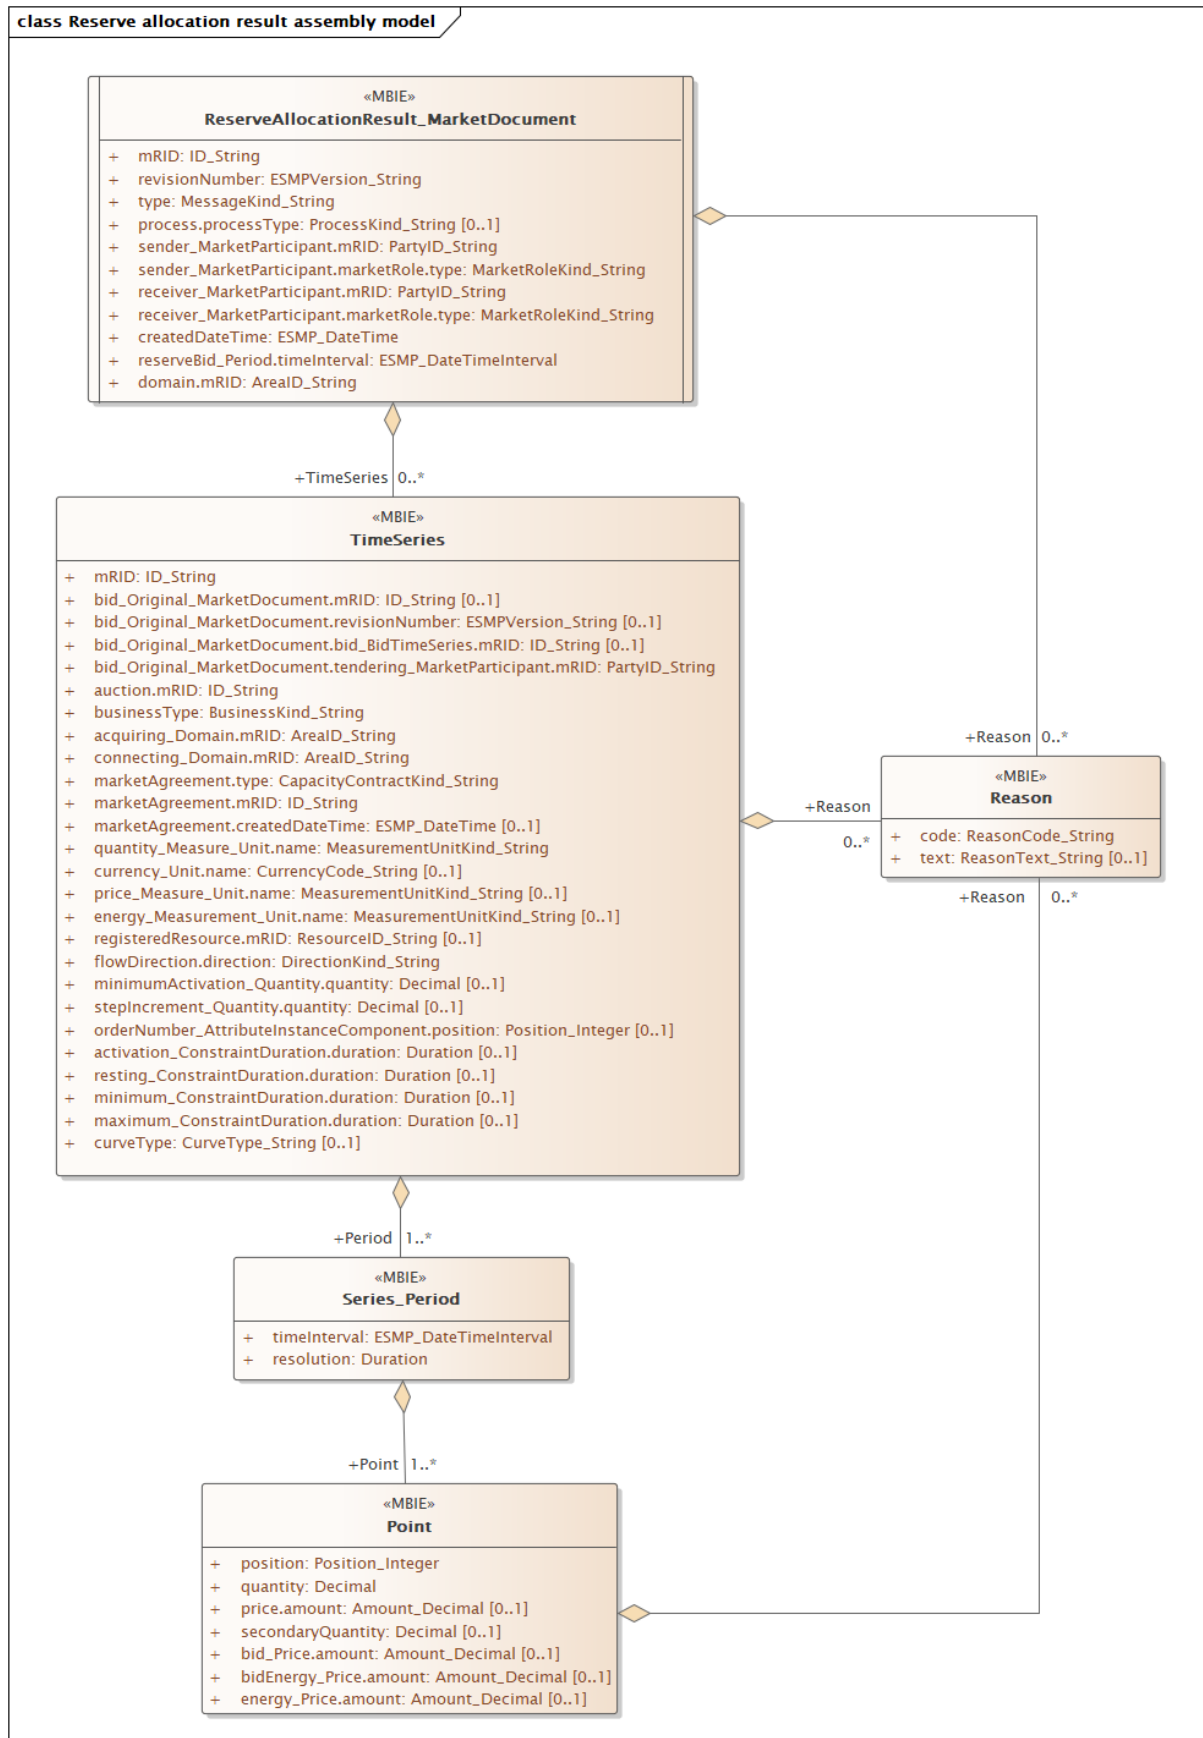 class Reserve allocation result assembly model
«MBIE»
ReserveAllocationResult_MarketDocument
+ mRID: ID_String
+ revisionNumber: ESMPVersion_String
+ type: MessageKind_String
+ process.processType: ProcessKind_String [0..1]
+ sender_MarketParticipant.mRID: PartyID_String
+ sender_MarketParticipant.marketRole.type: MarketRoleKind_String
+ receiver_MarketParticipant.mRID: PartyID_String
+ receiver_MarketParticipant.marketRole.type: MarketRoleKind_String
+ createdDateTime: ESMP_DateTime
+ reserveBid_Period.timeInterval: ESMP_DateTimeInterval
+ domain.mRID: AreaID_String
+TimeSeries 0..*
«MBIE»
TimeSeries
+ mRID: ID_String
+ bid_Original_MarketDocument.mRID: ID_String [0..1]
+ bid_Original_MarketDocument.revisionNumber: ESMPVersion_String [0..1]
+ bid_Original_MarketDocument.bid_BidTimeSeries.mRID: ID_String [0..1]
+ bid_Original_MarketDocument.tendering_MarketParticipant.mRID: PartyID_String
+ auction.mRID: ID_String
+ businessType: BusinessKind_String
+ acquiring_Domain.mRID: AreaID_String
+ connecting_Domain.mRID: AreaID_String
+ marketAgreement.type: CapacityContractKind_String
+ marketAgreement.mRID: ID_String
+ marketAgreement.createdDateTime: ESMP_DateTime [0..1]
+ quantity_Measure_Unit.name: MeasurementUnitKind_String
+ currency_Unit.name: CurrencyCode_String [0..1]
+ price_Measure_Unit.name: MeasurementUnitKind_String [0..1]
+ energy_Measurement_Unit.name: MeasurementUnitKind_String [0..1]
+ registeredResource.mRID: ResourceID_String [0..1]
+ flowDirection.direction: DirectionKind_String
+ minimumActivation_Quantity.quantity: Decimal [0..1]
+ stepIncrement_Quantity.quantity: Decimal [0..1]
+ orderNumber_AttributeInstanceComponent.position: Position_Integer [0..1]
+ activation_ConstraintDuration.duration: Duration [0..1]
+ resting_ConstraintDuration.duration: Duration [0..1]
+ minimum_ConstraintDuration.duration: Duration [0..1]
+ maximum_ConstraintDuration.duration: Duration [0..1]
+ curveType: CurveType_String [0..1]
+Reason 0..*
+Reason
0..*
«MBIE»
Reason
+ code: ReasonCode_String
+ text: ReasonText_String [0..1]
+Reason 0..*
+Period 1..*
«MBIE»
Series_Period
+ timeInterval: ESMP_DateTimeInterval
+ resolution: Duration
+Point 1..*
«MBIE»
Point
+ position: Position_Integer
+ quantity: Decimal
+ price.amount: Amount_Decimal [0..1]
+ secondaryQuantity: Decimal [0..1]
+ bid_Price.amount: Amount_Decimal [0..1]
+ bidEnergy_Price.amount: Amount_Decimal [0..1]
+ energy_Price.amount: Amount_Decimal [0..1]